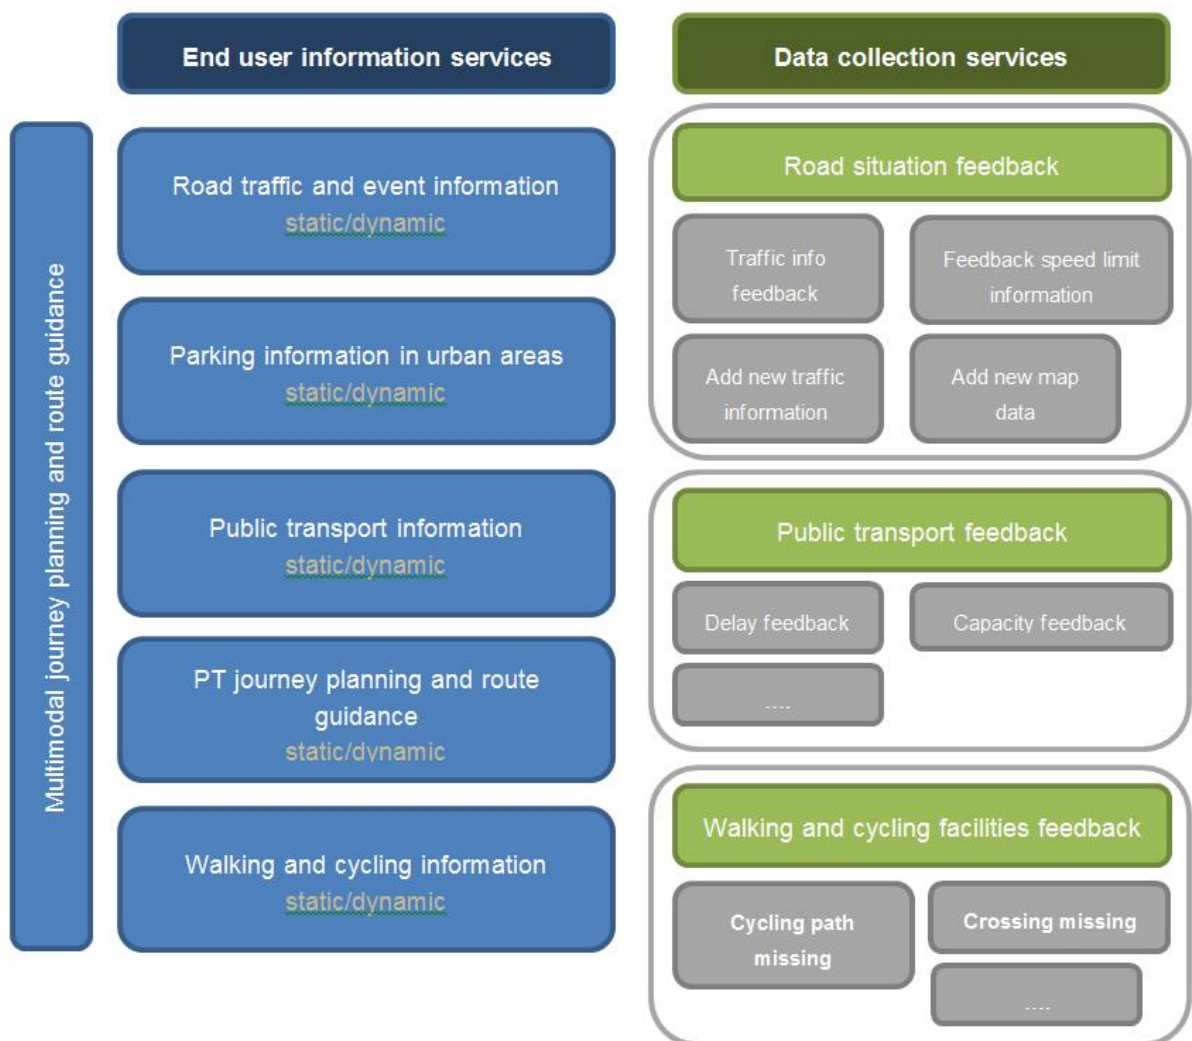 End user information services
Data collection services
Multimodal journey planning and route guidance
Road traffic and event information
static/dynamic
Parking information in urban areas
static/dynamic
Public transport information
static/dynamic
PT journey planning and route
guidance
static/dynamic
Walking and cycling information
static/dynamic
Road situation feedback
Traffic info
feedback
Feedback speed limit
information
Add new traffic
information
Add new map
data
Public transport feedback
Delay feedback
Capacity feedback
....
Walking and cycling facilities feedback
Cycling path
missing
Crossing missing
....